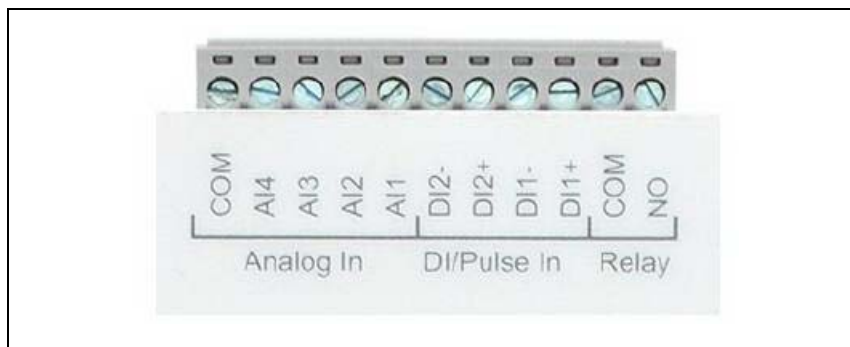 COM AI4 AI3 AI2 AI1 DI2- DI2+ DI1- DI1+ COM NO
Analog In DI/Pulse In Relay